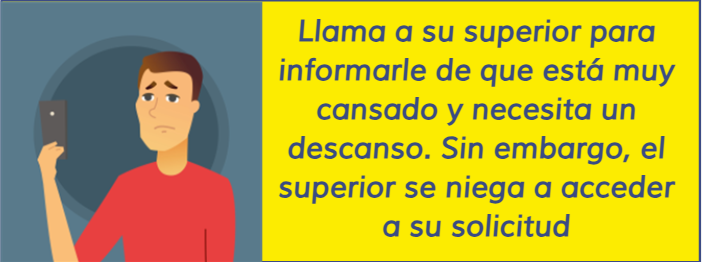 Llama a su superior para
informarle de que está muy
cansado y necesita un
descanso. Sin embargo, el
superior se niega a acceder
a su solicitud